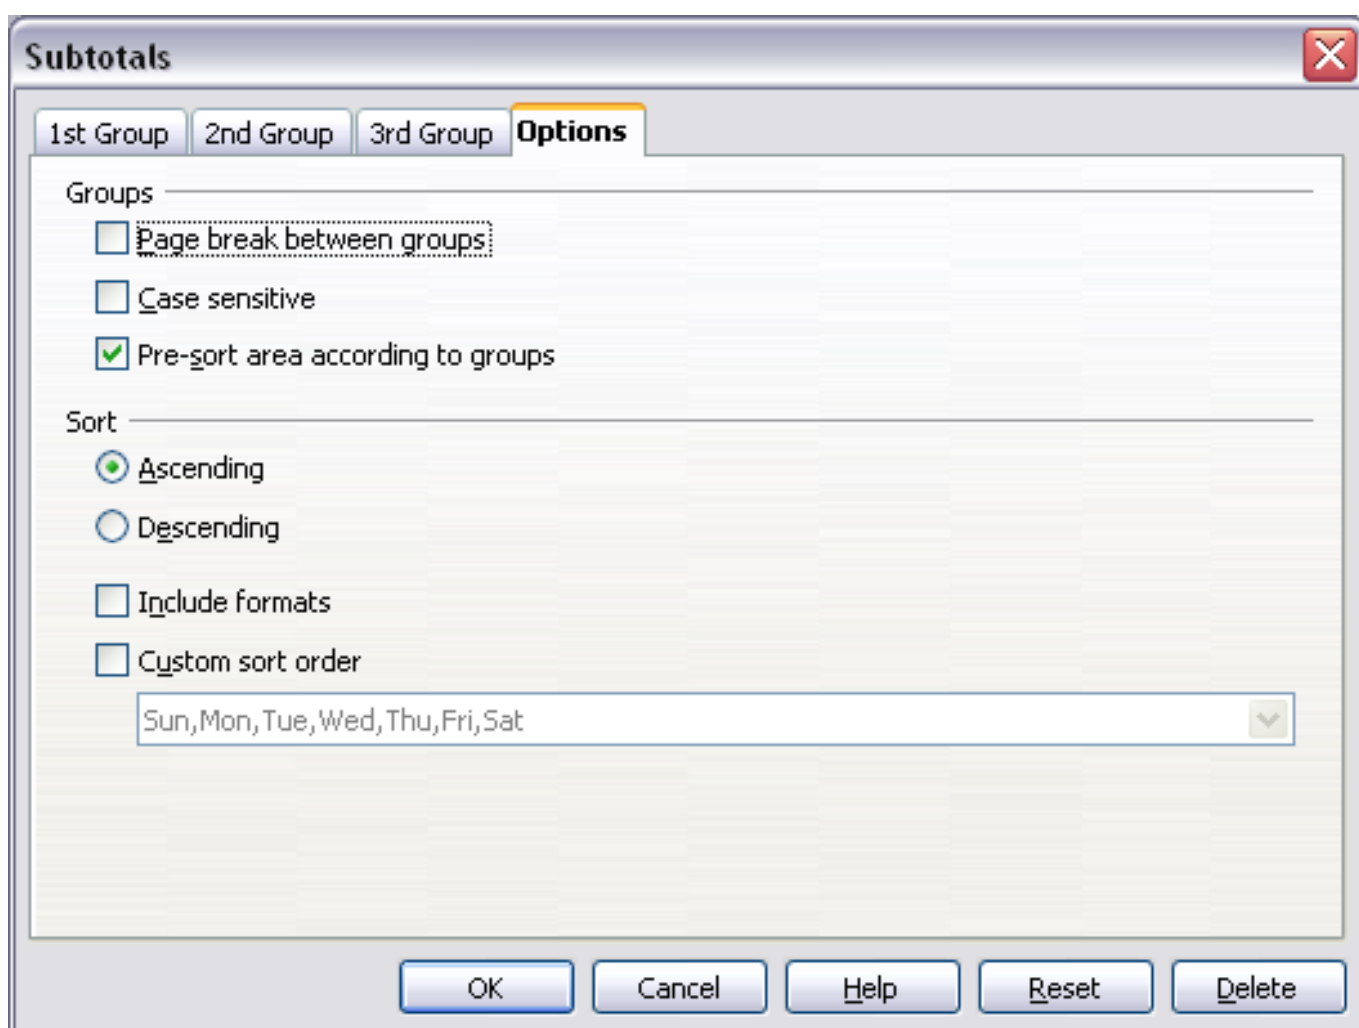 Subtotals
1st Group 2nd Group 3rd Group Options
Groups
Page break between groups
Case sensitive
Pre-sort area according to groups
Sort
Ascending
Descending
Include formats
Custom sort order
Sun,Mon,Tue,Wed,Thu,Fri,Sat
OK Cancel Help Reset Delete